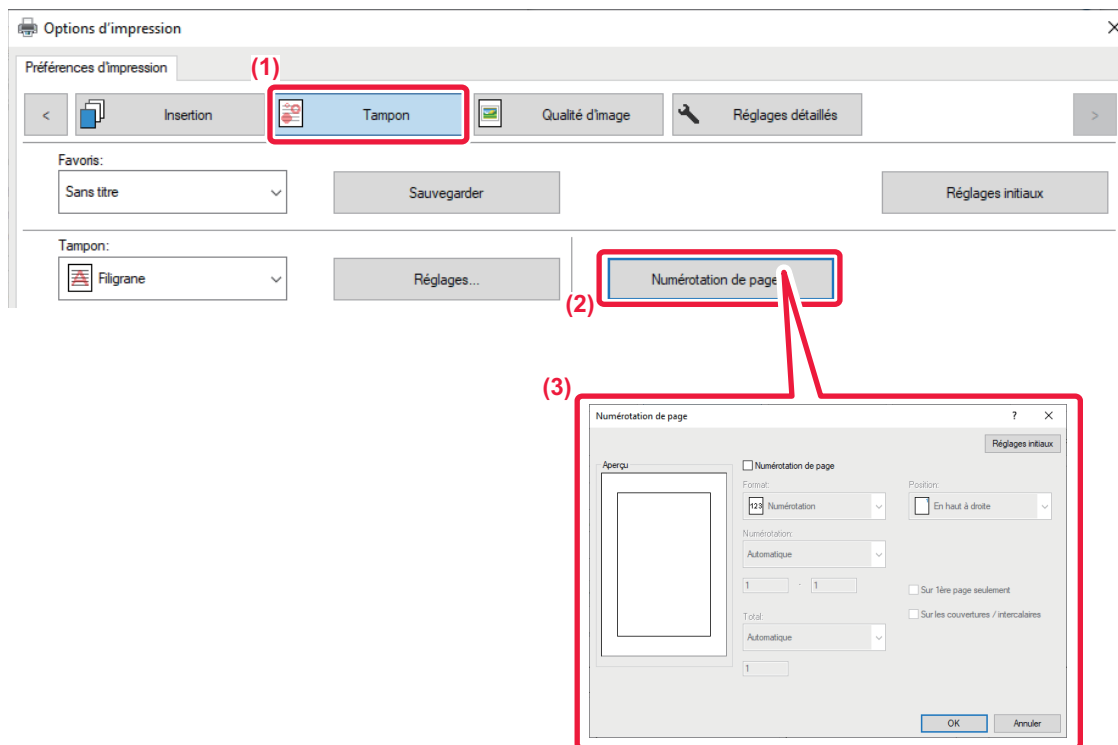 Options d'impression
Préférences d'impression
(1)
<
Insertion
Tampon
Qualité d'image
Réglages détaillés
>
Favoris:
Sans titre
Sauvegarder
Réglages initiaux
Tampon:
Filigrane
Réglages...
Numérotation de page
(2)
(3)
Numérotation de page
?
Réglages initiaux
Aperçu
Numérotation de page
Format:
Position:
123 Numérotation
1 En haut à droite
Numérotation:
Automatique
1 - 1
Sur 1ère page seulement
Sur les couvertures / intercalaires
Total:
Automatique
1
OK
Annuler